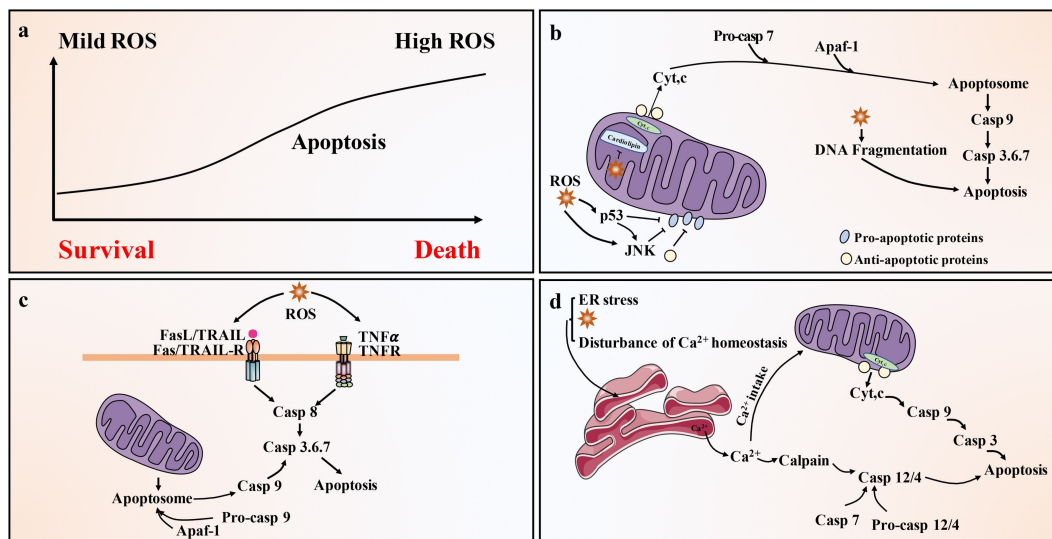 a
Mild ROS
High ROS
Apoptosis
Survival
Death
b
Pro-casp 7
Apaf-1
Cyt,c
Apoptosome
Cyt,c
Cardiolipin
Casp 9
DNA Fragmentation
Casp 3.6.7
Apoptosis
ROS
p53
JNK
Pro-apoptotic proteins
Anti-apoptotic proteins
c
ROS
FasL/TRAIL
Fas/TRAIL-R
TNFα
TNFR
Casp 8
Casp 3.6.7
Casp 9
Apoptosis
Apoptosome
Pro-casp 9
Apaf-1
d
ER stress
Disturbance of Ca²⁺ homeostasis
Cyt,c
Ca²⁺ intake
Cyt,c
Casp 9
Casp 3
Ca²⁺
Ca²⁺
Calpain
Casp 12/4
Apoptosis
Casp 7
Pro-casp 12/4